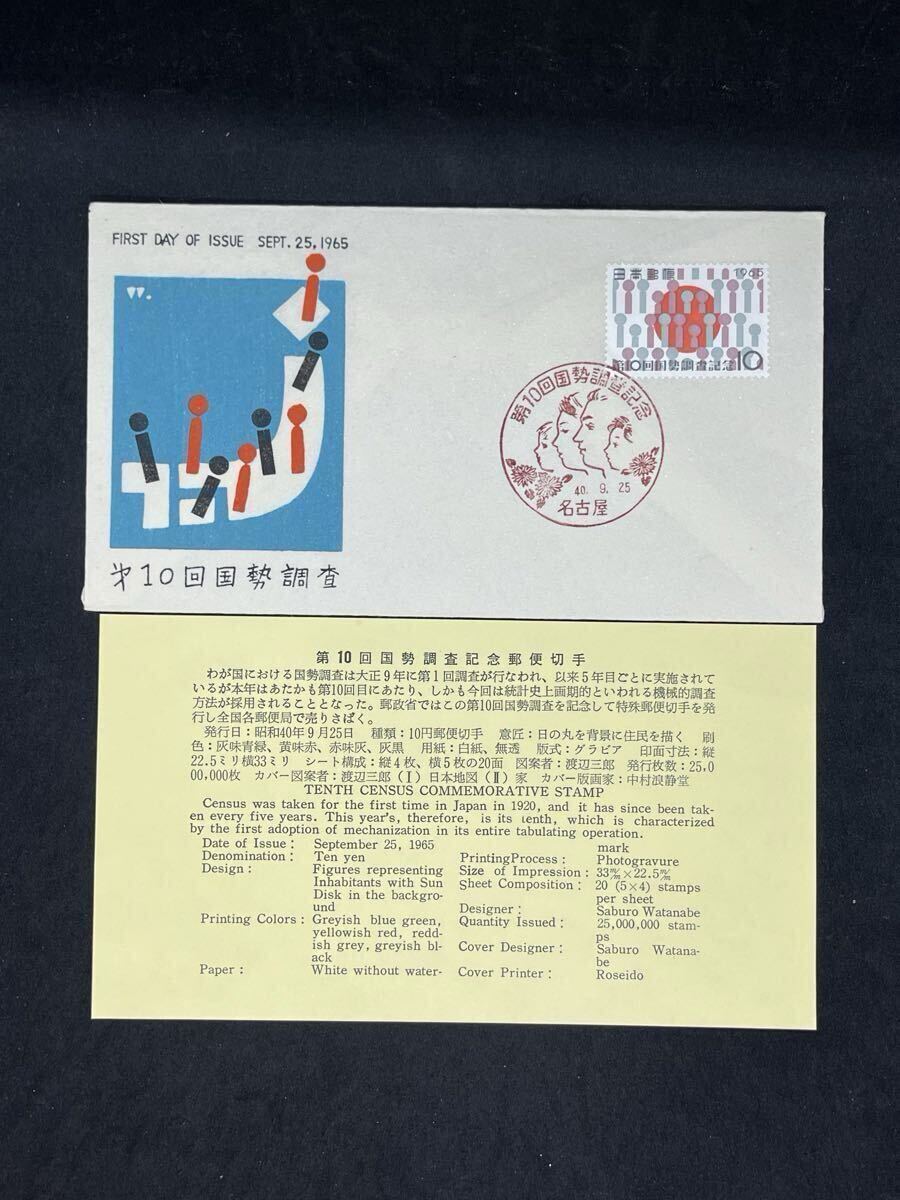 FIRST DAY OF ISSUE SEPT. 25, 1965
W.
第10回国勢調査
日本郵便 1965
第10回国勢調査記念 10
第10回国勢調査記念
40. 9. 25
名古屋
第10回国勢調査記念郵便切手
わが国における国勢調査は大正9年に第1回調査が行なわれ、以来5年目ごとに実施されて
いるが本年はあたかも第10回目にあたり、しかも今回は統計史上画期的といわれる機械的調査
方法が採用されることとなった。郵政省ではこの第10回国勢調査を記念して特殊郵便切手を発
行し全国各郵便局で売りさばく。
発行日：昭和40年9月25日 種類：10円郵便切手 意匠：日の丸を背景に住民を描く 刷
色：灰味青緑、黄味赤、赤味灰、灰黒 用紙：白紙、無透 版式：グラビア 印面寸法：縦
22.5ミリ横33ミリ シート構成：縦4枚、横5枚の20面 図案者：渡辺三郎 発行枚数：25,0
00,000枚 カバー図案者：渡辺三郎（Ⅰ）日本地図（Ⅱ）家 カバー版画家：中村浪静堂
TENTH CENSUS COMMEMORATIVE STAMP
Census was taken for the first time in Japan in 1920, and it has since been tak-
en every five years. This year's, therefore, is its tenth, which is characterized
by the first adoption of mechanization in its entire tabulating operation.
Date of Issue: September 25, 1965
Denomination: Ten yen
Design: Figures representing
Inhabitants with Sun
Disk in the backgro-
und
Printing Colors: Greyish blue green,
yellowish red, redd-
ish grey, greyish bl-
ack
Paper: White without water-
mark
Printing Process: Photogravure
Size of Impression: 33㎜×22.5㎜
Sheet Composition: 20 (5×4) stamps
per sheet
Designer: Saburo Watanabe
Quantity Issued: 25,000,000 stam-
ps
Cover Designer: Saburo Watana-
be
Cover Printer: Roseido